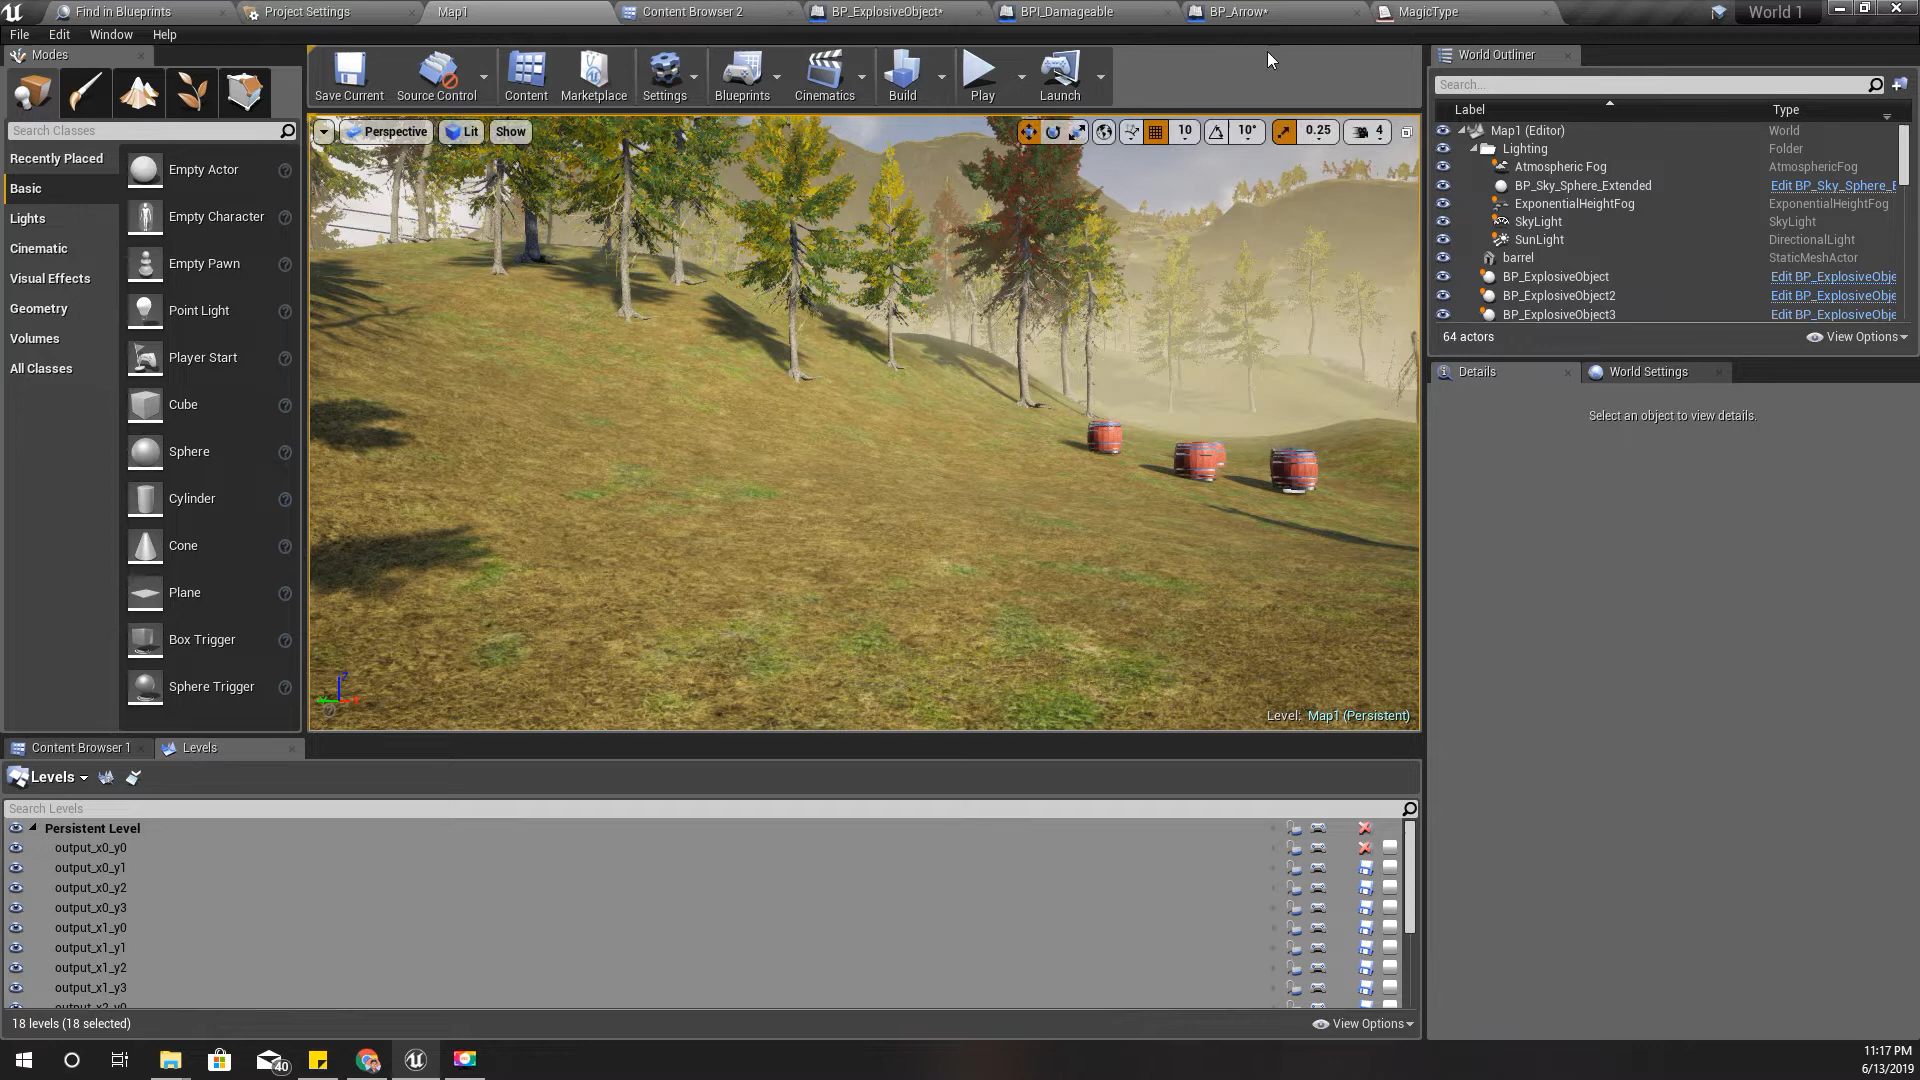 Find in Blueprints
Project Settings
Map1
Content Browser 2
BP_ExplosiveObject*
BPI_Damageable
BP_Arrow*
MagicType
World 1
File Edit Window Help
Modes
Search Classes
Recently Placed
Basic
Lights
Cinematic
Visual Effects
Geometry
Volumes
All Classes
Empty Actor
Empty Character
Empty Pawn
Point Light
Player Start
Cube
Sphere
Cylinder
Cone
Plane
Box Trigger
Sphere Trigger
Save Current
Source Control
Content
Marketplace
Settings
Blueprints
Cinematics
Build
Play
Launch
Perspective
Lit
Show
10
10°
0.25
4
Level: Map1 (Persistent)
World Outliner
Search...
Label Type
Map1 (Editor) World
Lighting Folder
Atmospheric Fog AtmosphericFog
BP_Sky_Sphere_Extended Edit BP_Sky_Sphere_E
ExponentialHeightFog ExponentialHeightFog
SkyLight SkyLight
SunLight DirectionalLight
barrel StaticMeshActor
BP_ExplosiveObject Edit BP_ExplosiveObje
BP_ExplosiveObject2 Edit BP_ExplosiveObje
BP_ExplosiveObject3 Edit BP_ExplosiveObje
64 actors
View Options
Details
World Settings
Select an object to view details.
Content Browser 1
Levels
Levels
Search Levels
Persistent Level
output_x0_y0
output_x0_y1
output_x0_y2
output_x0_y3
output_x1_y0
output_x1_y1
output_x1_y2
output_x1_y3
output_x2_y0
18 levels (18 selected)
View Options
40
11:17 PM
6/13/2019